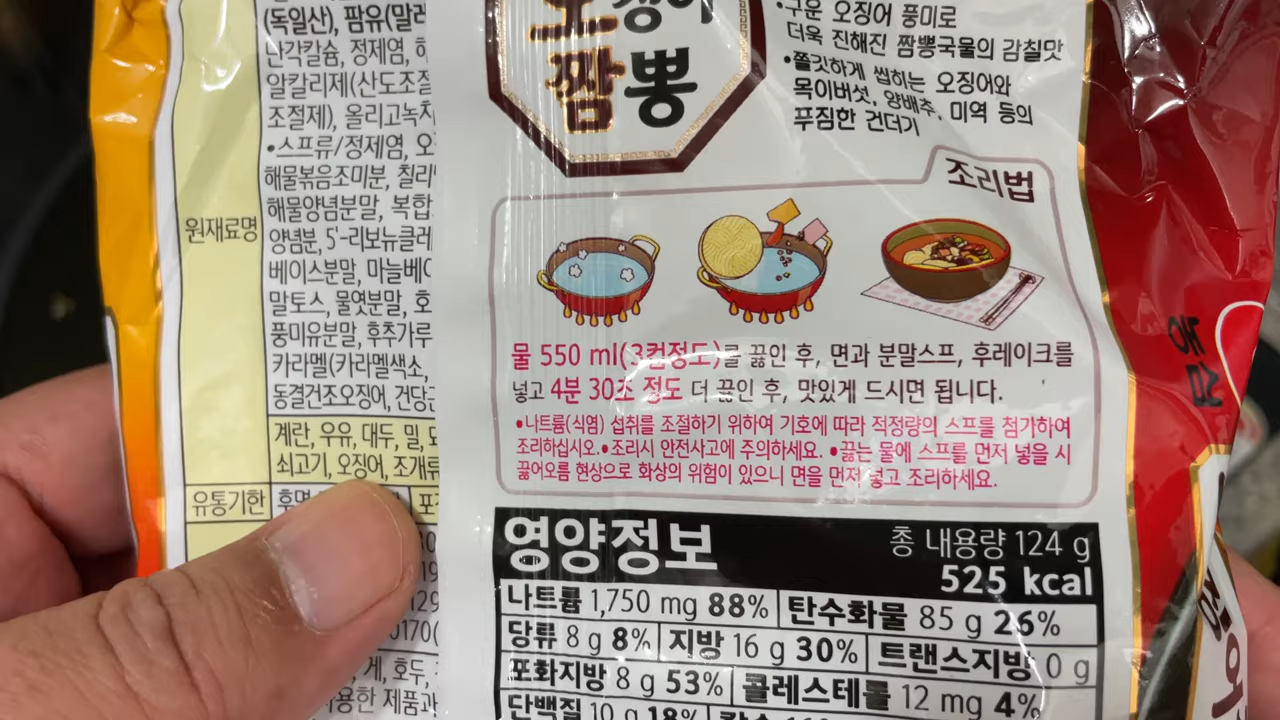 (독일산), 팜유(말레
난각칼슘, 정제염,
알칼리제(산도조절
조절제), 올리고녹차
•스프류/정제염, 오
해물볶음조미분, 칠리
해물양념분말, 복합
양념분, 5'-리보뉴클레
베이스분말, 마늘베이
말토스, 물엿분말, 호
풍미유분말, 후추가루
카라멜(카라멜색소,
동결건조오징어, 건당근
원재료명
계란, 우유, 대두, 밀,
쇠고기, 오징어, 조개류
유통기한
게, 호두,
용한 제품과
오징어
짬뽕
•구운 오징어 풍미로
더욱 진해진 짬뽕국물의 감칠맛
•쫄깃하게 씹히는 오징어와
목이버섯, 양배추, 미역 등의
푸짐한 건더기
조리법
물 550 ml(3컵정도)를 끓인 후, 면과 분말스프, 후레이크를
넣고 4분 30초 정도 더 끓인 후, 맛있게 드시면 됩니다.
•나트륨(식염) 섭취를 조절하기 위하여 기호에 따라 적정량의 스프를 첨가하여
조리하십시오.•조리시 안전사고에 주의하세요. •끓는 물에 스프를 먼저 넣을 시
끓어오름 현상으로 화상의 위험이 있으니 면을 먼저 넣고 조리하세요.
영양정보
총 내용량 124 g
525 kcal
나트륨 1,750 mg 88% 탄수화물 85 g 26%
당류 8 g 8% 지방 16 g 30% 트랜스지방 0 g
포화지방 8 g 53% 콜레스테롤 12 mg 4%
단백질 10 g 18%
농심